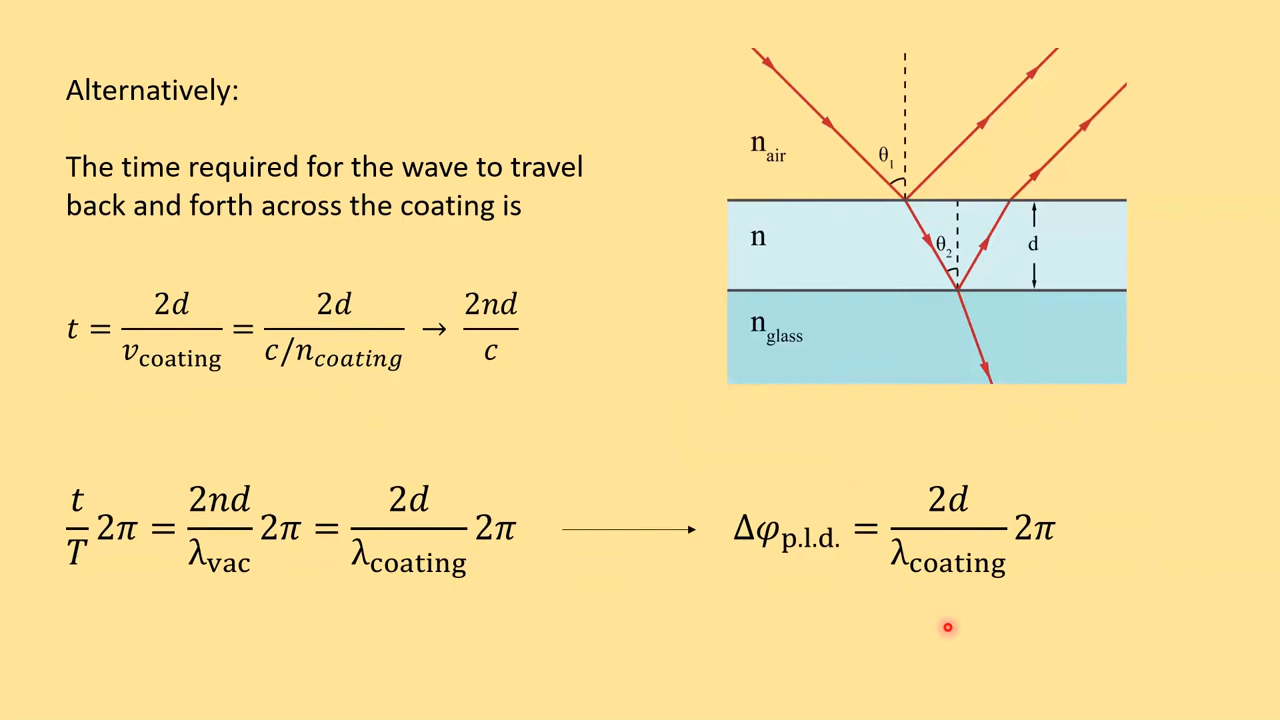 Alternatively:
The time required for the wave to travel
back and forth across the coating is
t = 2d / v_coating = 2d / (c/n_coating) → 2nd / c
t/T 2π = 2nd/λ_vac 2π = 2d/λ_coating 2π ⟶ Δφ_p.l.d. = 2d/λ_coating 2π
n_air
θ_1
n
θ_2
d
n_glass